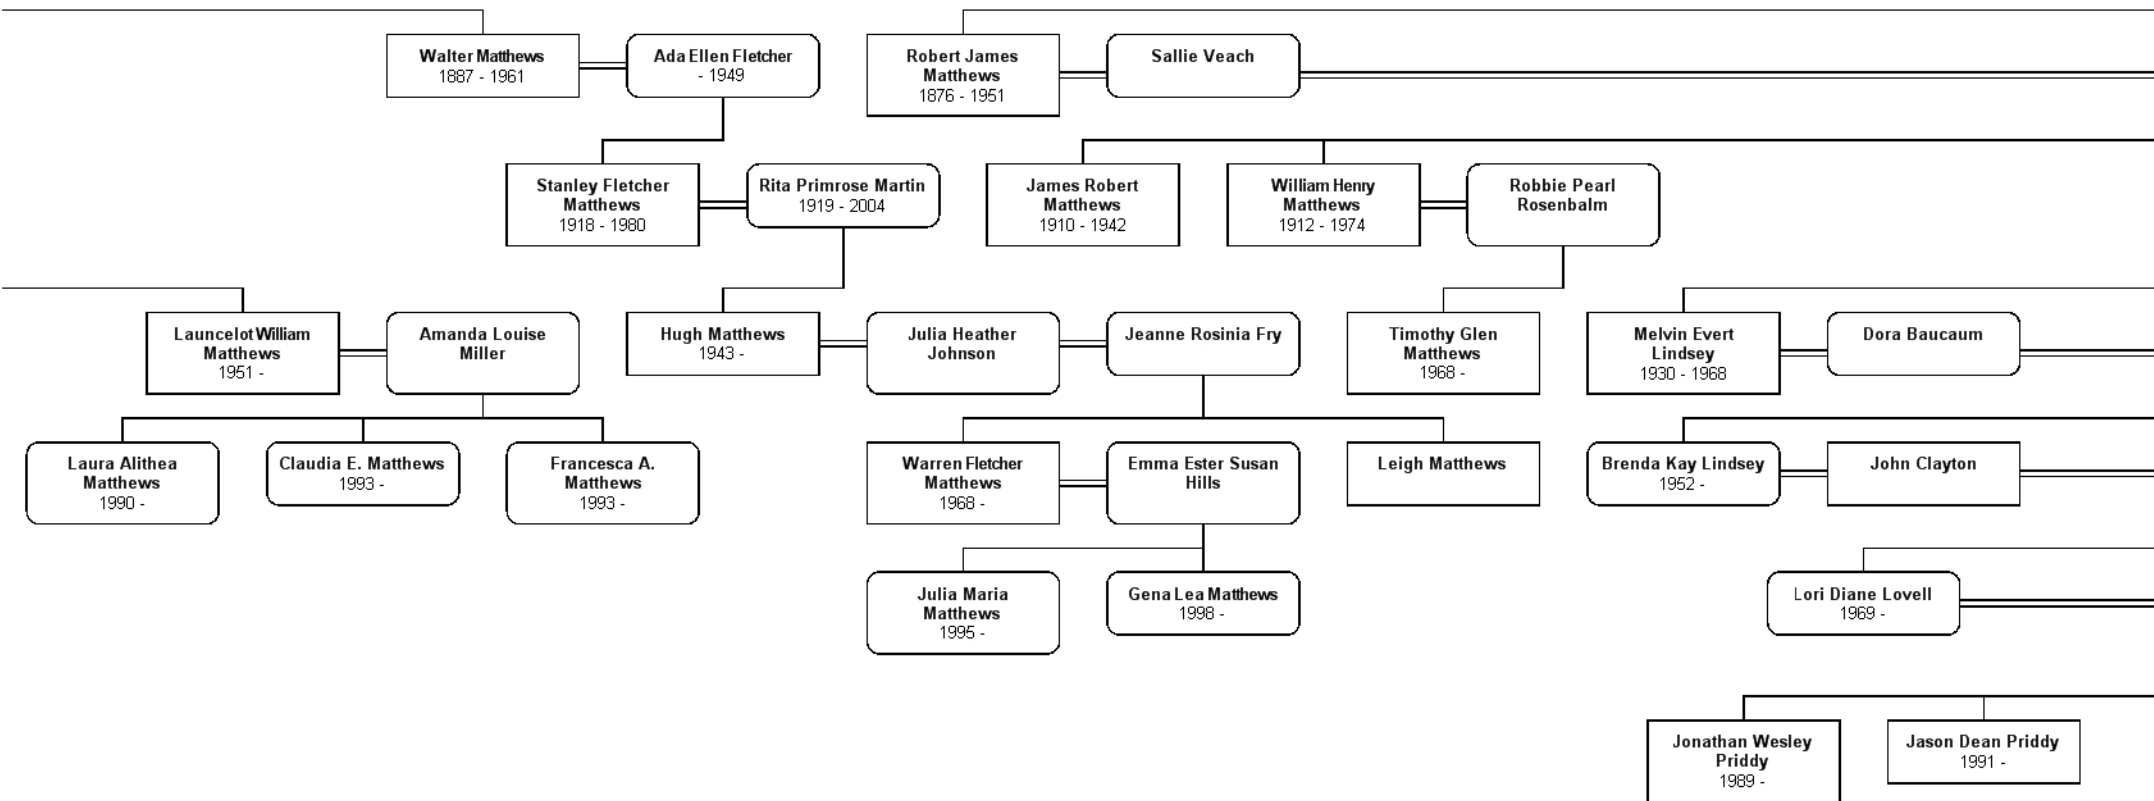 Walter Matthews
1887 - 1961
Ada Ellen Fletcher
- 1949
Robert James
Matthews
1876 - 1951
Sallie Veach
Stanley Fletcher
Matthews
1918 - 1980
Rita Primrose Martin
1919 - 2004
James Robert
Matthews
1910 - 1942
William Henry
Matthews
1912 - 1974
Robbie Pearl
Rosenbalm
Launcelot William
Matthews
1951 -
Amanda Louise
Miller
Hugh Matthews
1943 -
Julia Heather
Johnson
Jeanne Rosinia Fry
Timothy Glen
Matthews
1968 -
Melvin Evert
Lindsey
1930 - 1968
Dora Baucaum
Laura Alithea
Matthews
1990 -
Claudia E. Matthews
1993 -
Francesca A.
Matthews
1993 -
Warren Fletcher
Matthews
1968 -
Emma Ester Susan
Hills
Leigh Matthews
Brenda Kay Lindsey
1952 -
John Clayton
Julia Maria
Matthews
1995 -
Gena Lea Matthews
1998 -
Lori Diane Lovell
1969 -
Jonathan Wesley
Priddy
1989 -
Jason Dean Priddy
1991 -